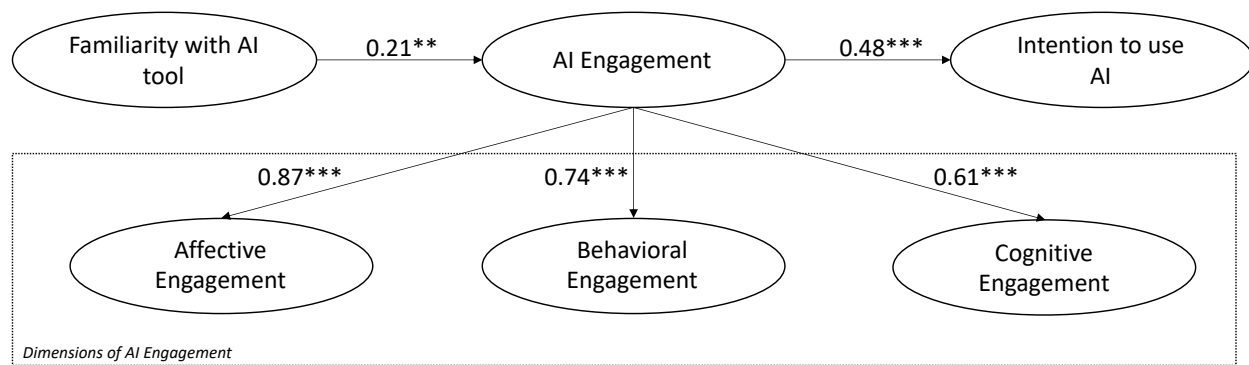 Familiarity with AI
tool
0.21**
AI Engagement
0.48***
Intention to use
AI
0.87***
0.74***
0.61***
Affective
Engagement
Behavioral
Engagement
Cognitive
Engagement
Dimensions of AI Engagement